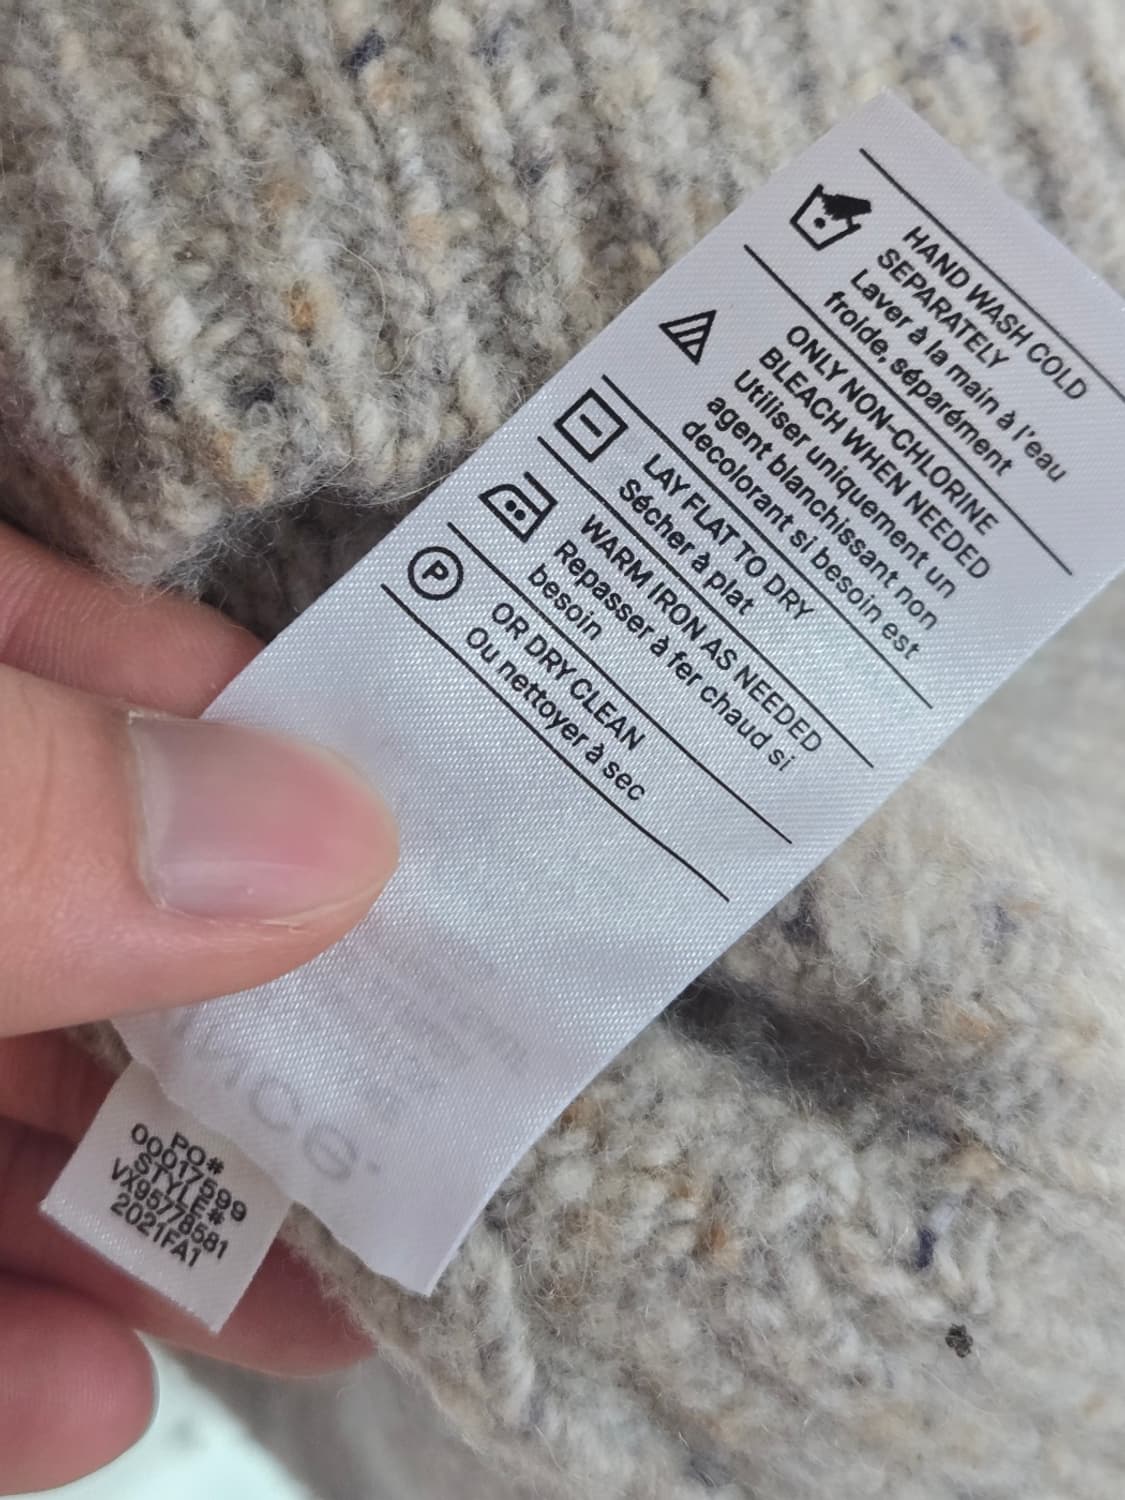 HAND WASH COLD
SEPARATELY
Laver à la main à l'eau
froide, séparément
ONLY NON-CHLORINE
BLEACH WHEN NEEDED
Utiliser uniquement un
agent blanchissant non
decolorant si besoin est
LAY FLAT TO DRY
Sécher à plat
WARM IRON AS NEEDED
Repasser à fer chaud si
besoin
P
OR DRY CLEAN
Ou nettoyer à sec
PO#
00017599
STYLE#
VX95778581
2021FA1